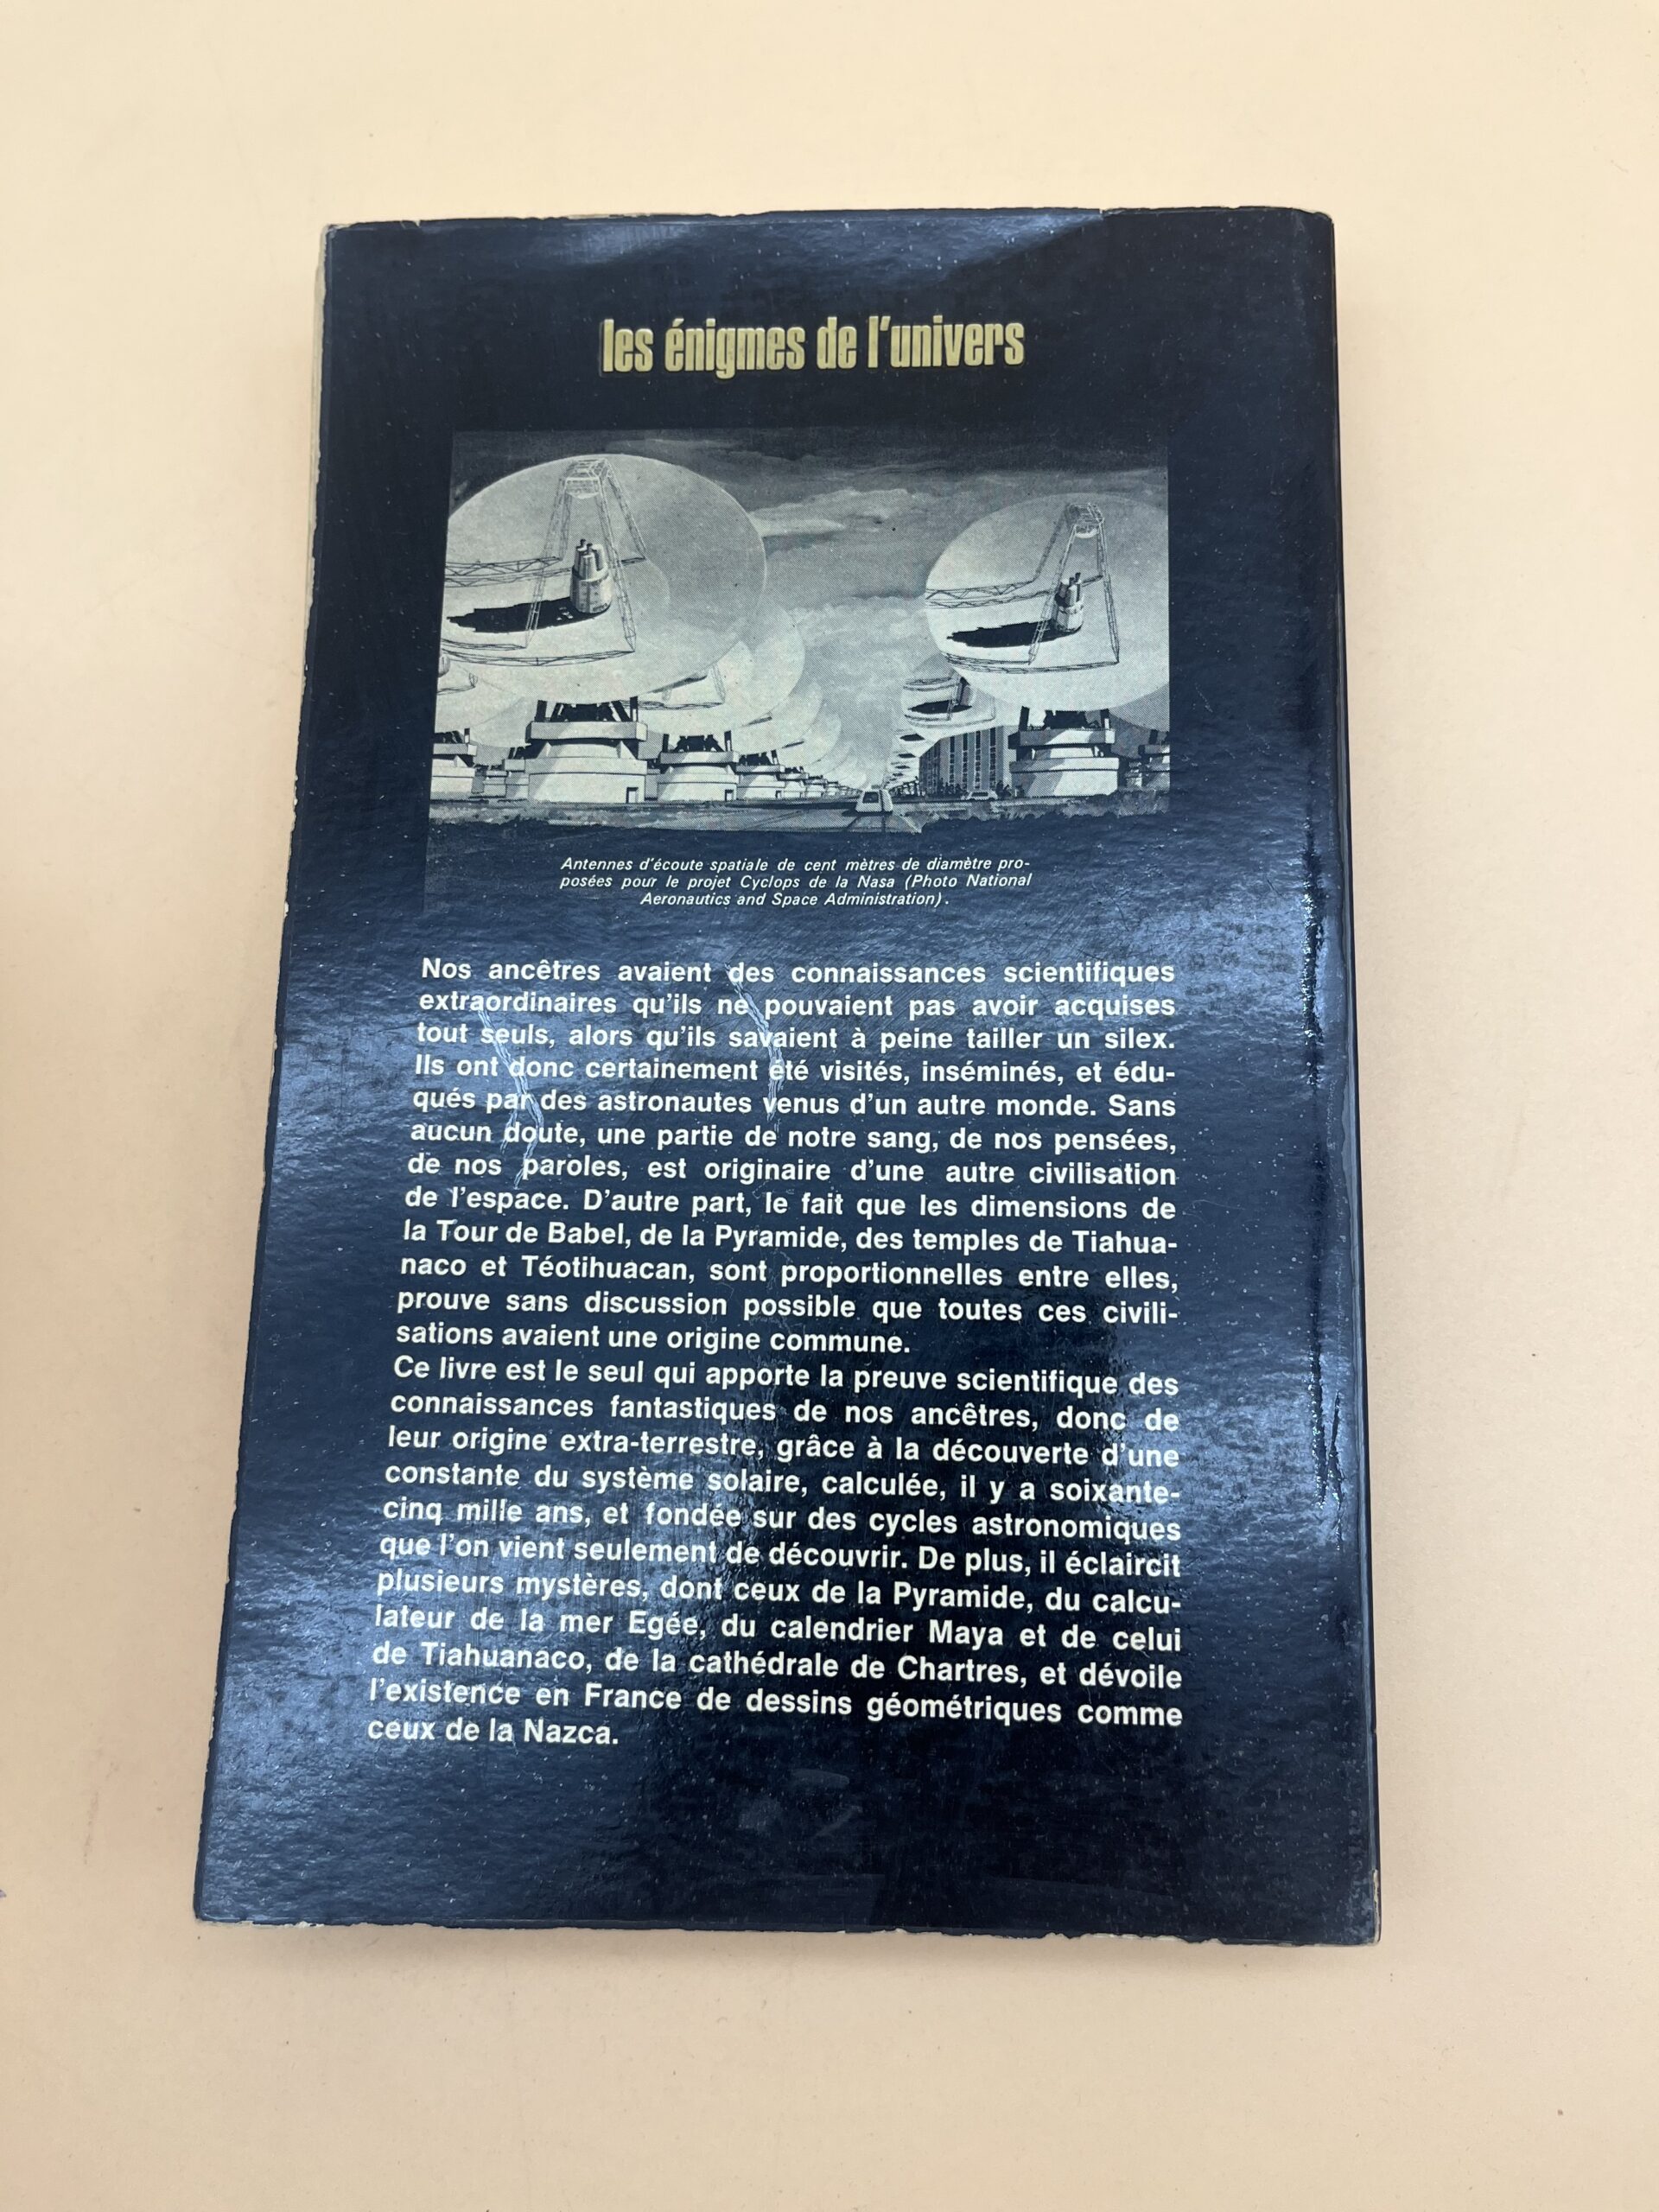 les énigmes de l'univers
Antennes d'écoute spatiale de cent mètres de diamètre pro-
posées pour le projet Cyclops de la Nasa (Photo National
Aeronautics and Space Administration).
Nos ancêtres avaient des connaissances scientifiques
extraordinaires qu'ils ne pouvaient pas avoir acquises
tout seuls, alors qu'ils savaient à peine tailler un silex.
Ils ont donc certainement été visités, inséminés, et édu-
qués par des astronautes venus d'un autre monde. Sans
aucun doute, une partie de notre sang, de nos pensées,
de nos paroles, est originaire d'une autre civilisation
de l'espace. D'autre part, le fait que les dimensions de
la Tour de Babel, de la Pyramide, des temples de Tiahua-
naco et Téotihuacan, sont proportionnelles entre elles,
prouve sans discussion possible que toutes ces civili-
sations avaient une origine commune.
Ce livre est le seul qui apporte la preuve scientifique des
connaissances fantastiques de nos ancêtres, donc de
leur origine extra-terrestre, grâce à la découverte d'une
constante du système solaire, calculée, il y a soixante-
cinq mille ans, et fondée sur des cycles astronomiques
que l'on vient seulement de découvrir. De plus, il éclaircit
plusieurs mystères, dont ceux de la Pyramide, du calcu-
lateur de la mer Egée, du calendrier Maya et de celui
de Tiahuanaco, de la cathédrale de Chartres, et dévoile
l'existence en France de dessins géométriques comme
ceux de la Nazca.